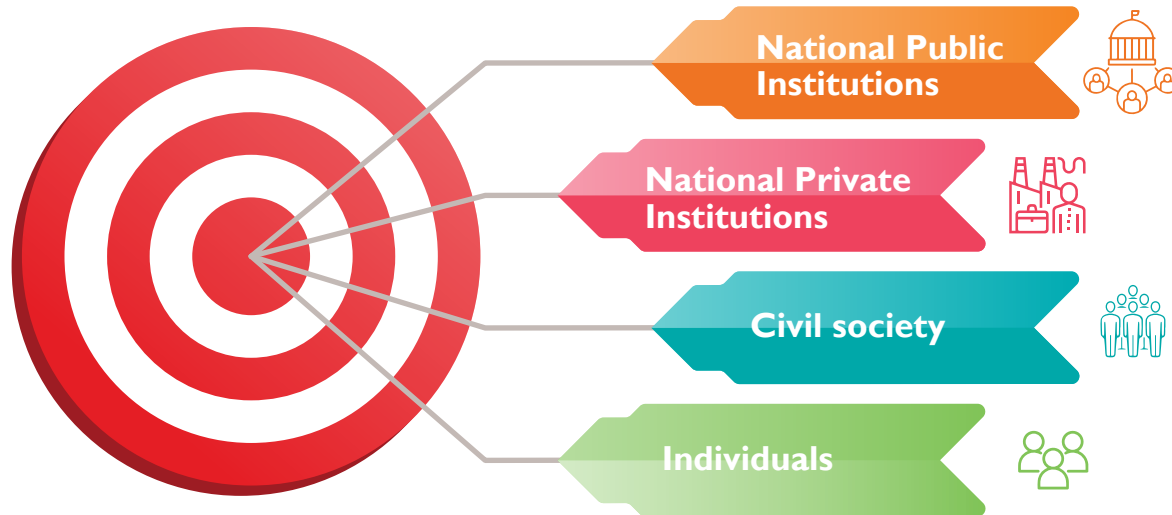 National Public
Institutions
National Private
Institutions
Civil society
Individuals